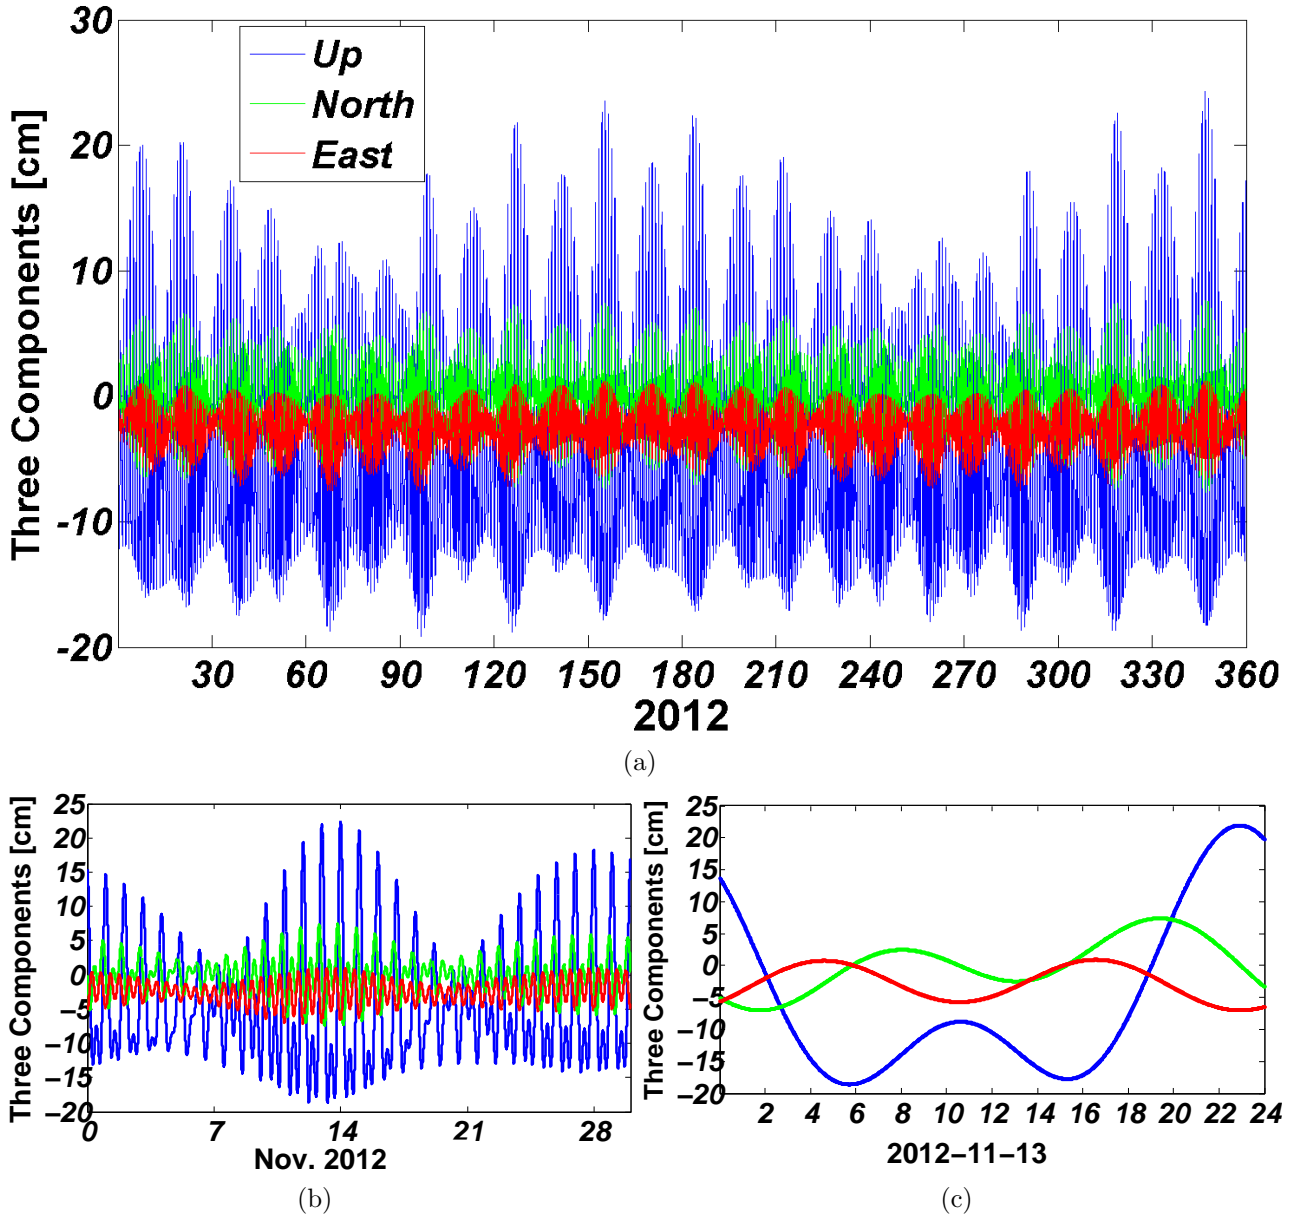 Three Components [cm]
30
20
10
0
-10
-20
Up
North
East
30 60 90 120 150 180 210 240 270 300 330 360
2012
(a)
Three Components [cm]
25
20
15
10
5
0
−5
−10
−15
−20
0 7 14 21 28
Nov. 2012
(b)
Three Components [cm]
25
20
15
10
5
0
−5
−10
−15
−20
2 4 6 8 10 12 14 16 18 20 22 24
2012−11−13
(c)